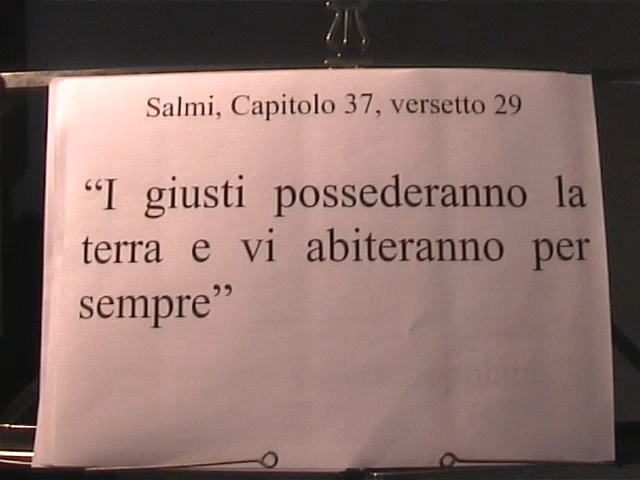 Salmi, Capitolo 37, versetto 29
“I giusti possederanno la
terra e vi abiteranno per
sempre”